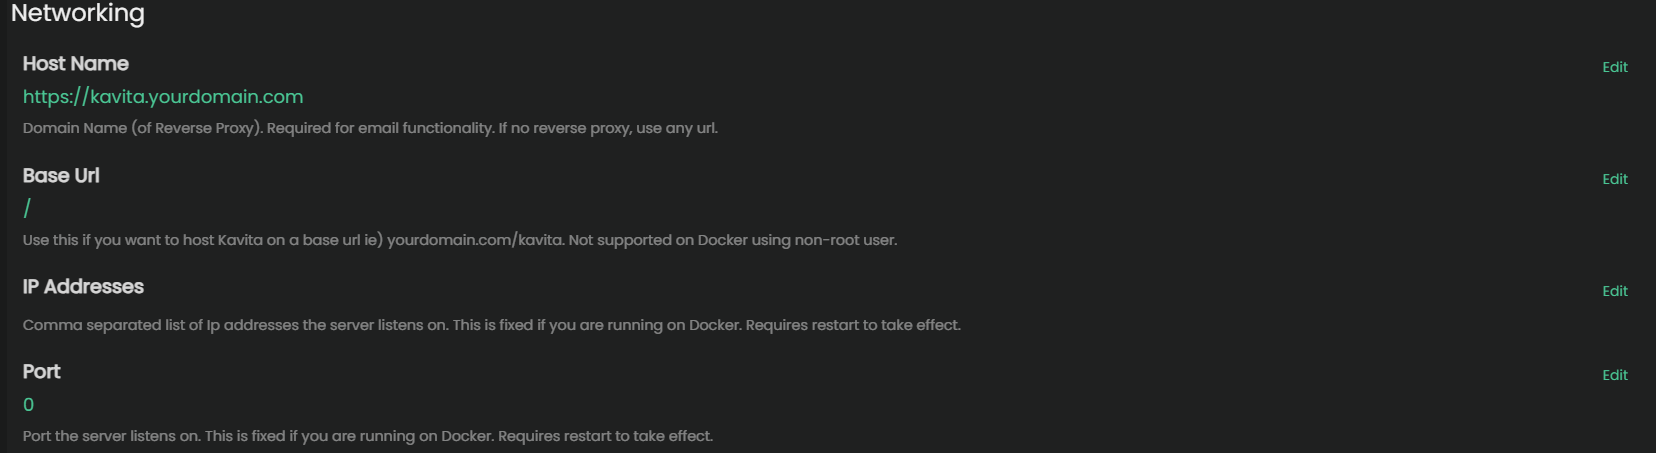 Networking
Host Name
Edit
https://kavita.yourdomain.com
Domain Name (of Reverse Proxy). Required for email functionality. If no reverse proxy, use any url.
Base Url
Edit
/
Use this if you want to host Kavita on a base url ie) yourdomain.com/kavita. Not supported on Docker using non-root user.
IP Addresses
Edit
Comma separated list of Ip addresses the server listens on. This is fixed if you are running on Docker. Requires restart to take effect.
Port
Edit
0
Port the server listens on. This is fixed if you are running on Docker. Requires restart to take effect.